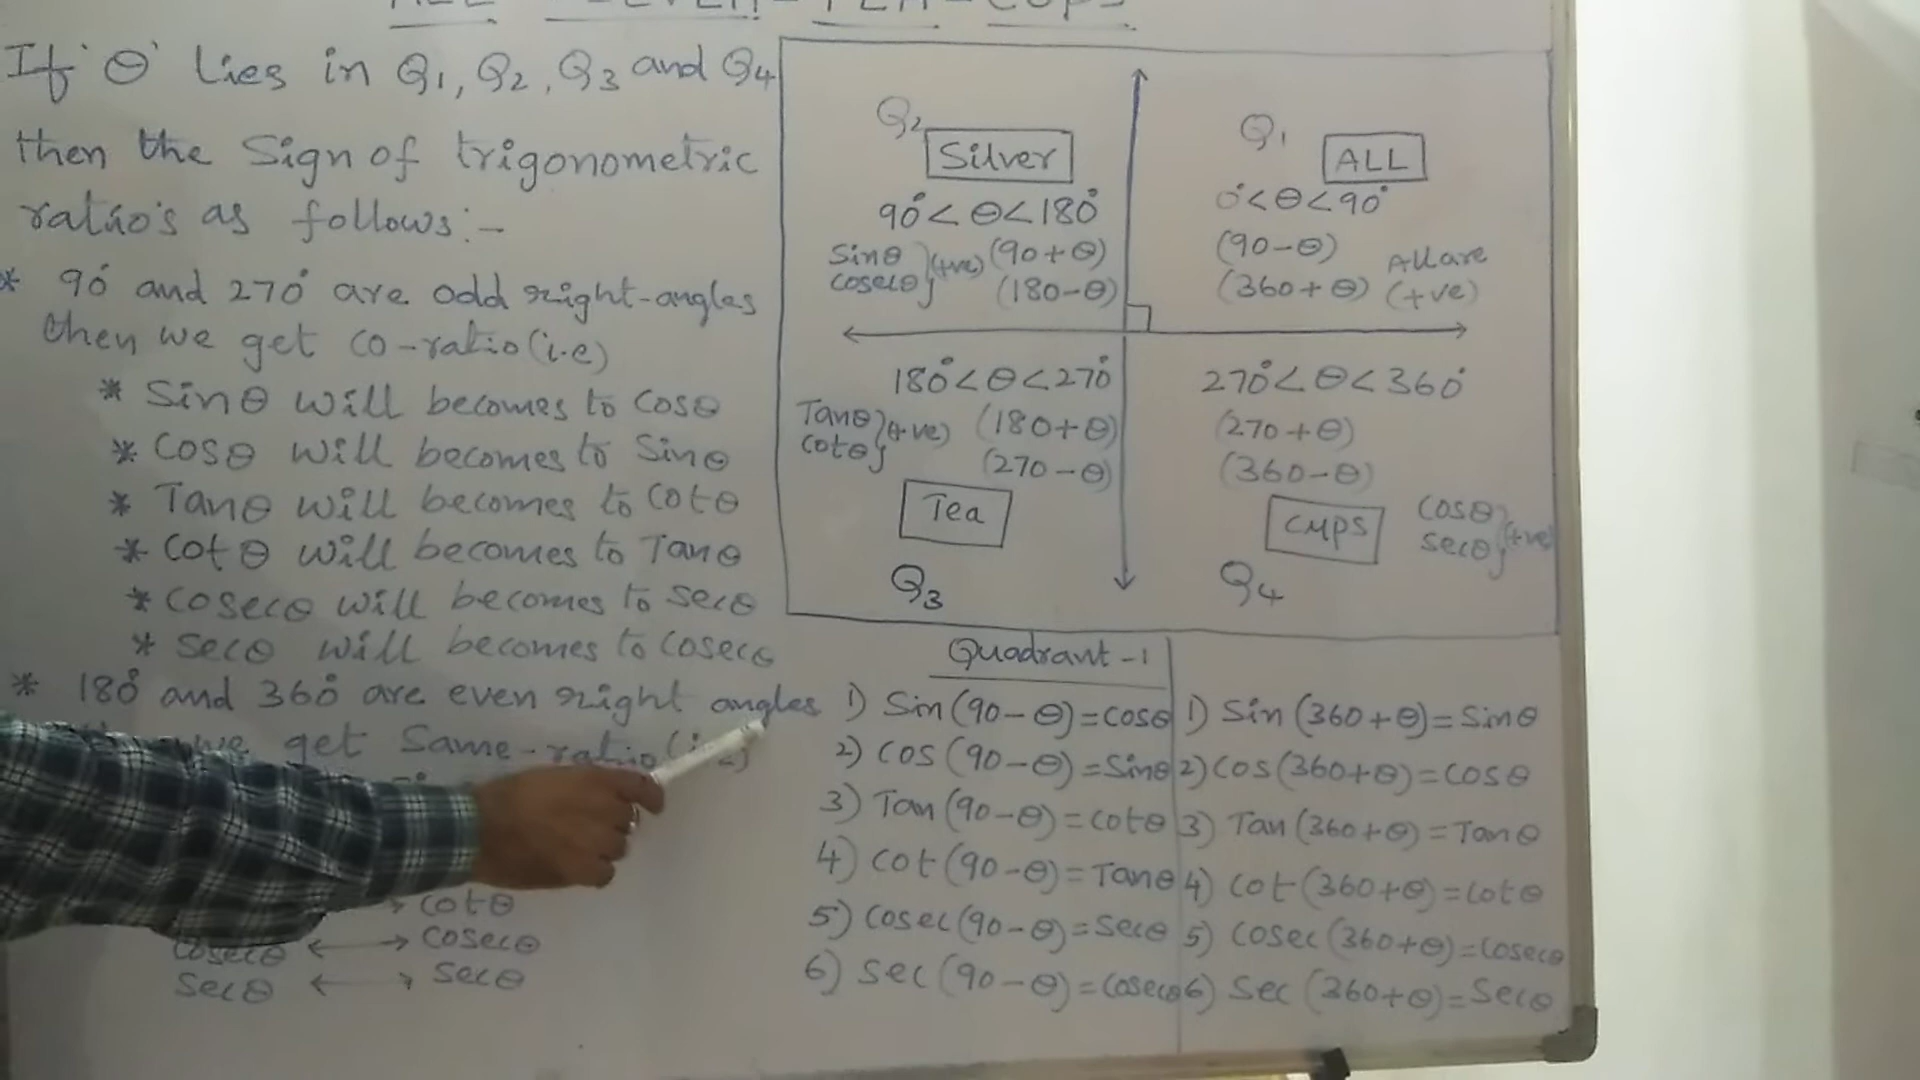 If 'θ' Lies in Q1, Q2, Q3 and Q4
then the Sign of trigonometric
ratio's as follows:-
* 90° and 270° are odd right-angles
then we get co-ratio(i.e)
* Sinθ will becomes to Cosθ
* Cosθ will becomes to Sinθ
* Tanθ will becomes to Cotθ
* Cotθ will becomes to Tanθ
* Cosecθ will becomes to Secθ
* Secθ will becomes to Cosecθ
* 180° and 360° are even right angles
we get Same-ratio
cotθ
Cosecθ ←→ Cosecθ
Secθ ←→ Secθ
Q2
Silver
90°<θ<180°
Sinθ
Cosecθ } (+ve)
(90+θ)
(180-θ)
Q1
ALL
0°<θ<90°
(90-θ)
(360+θ)
All are
(+ve)
180°<θ<270°
Tanθ
Cotθ } (+ve)
(180+θ)
(270-θ)
Tea
Q3
270°<θ<360°
(270+θ)
(360-θ)
CUPS
Cosθ
Secθ } (+ve)
Q4
Quadrant-1
1) Sin(90-θ)=Cosθ
2) Cos(90-θ)=Sinθ
3) Tan(90-θ)=Cotθ
4) Cot(90-θ)=Tanθ
5) Cosec(90-θ)=Secθ
6) Sec(90-θ)=Cosecθ
1) Sin(360+θ)=Sinθ
2) Cos(360+θ)=Cosθ
3) Tan(360+θ)=Tanθ
4) Cot(360+θ)=Cotθ
5) Cosec(360+θ)=Cosecθ
6) Sec(360+θ)=Secθ